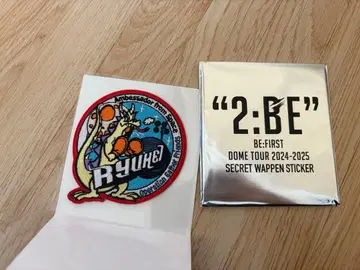 Ambassador from Space
RYUHEI
"2:BE"
BE:FIRST
DOME TOUR 2024-2025
SECRET WAPPEN STICKER